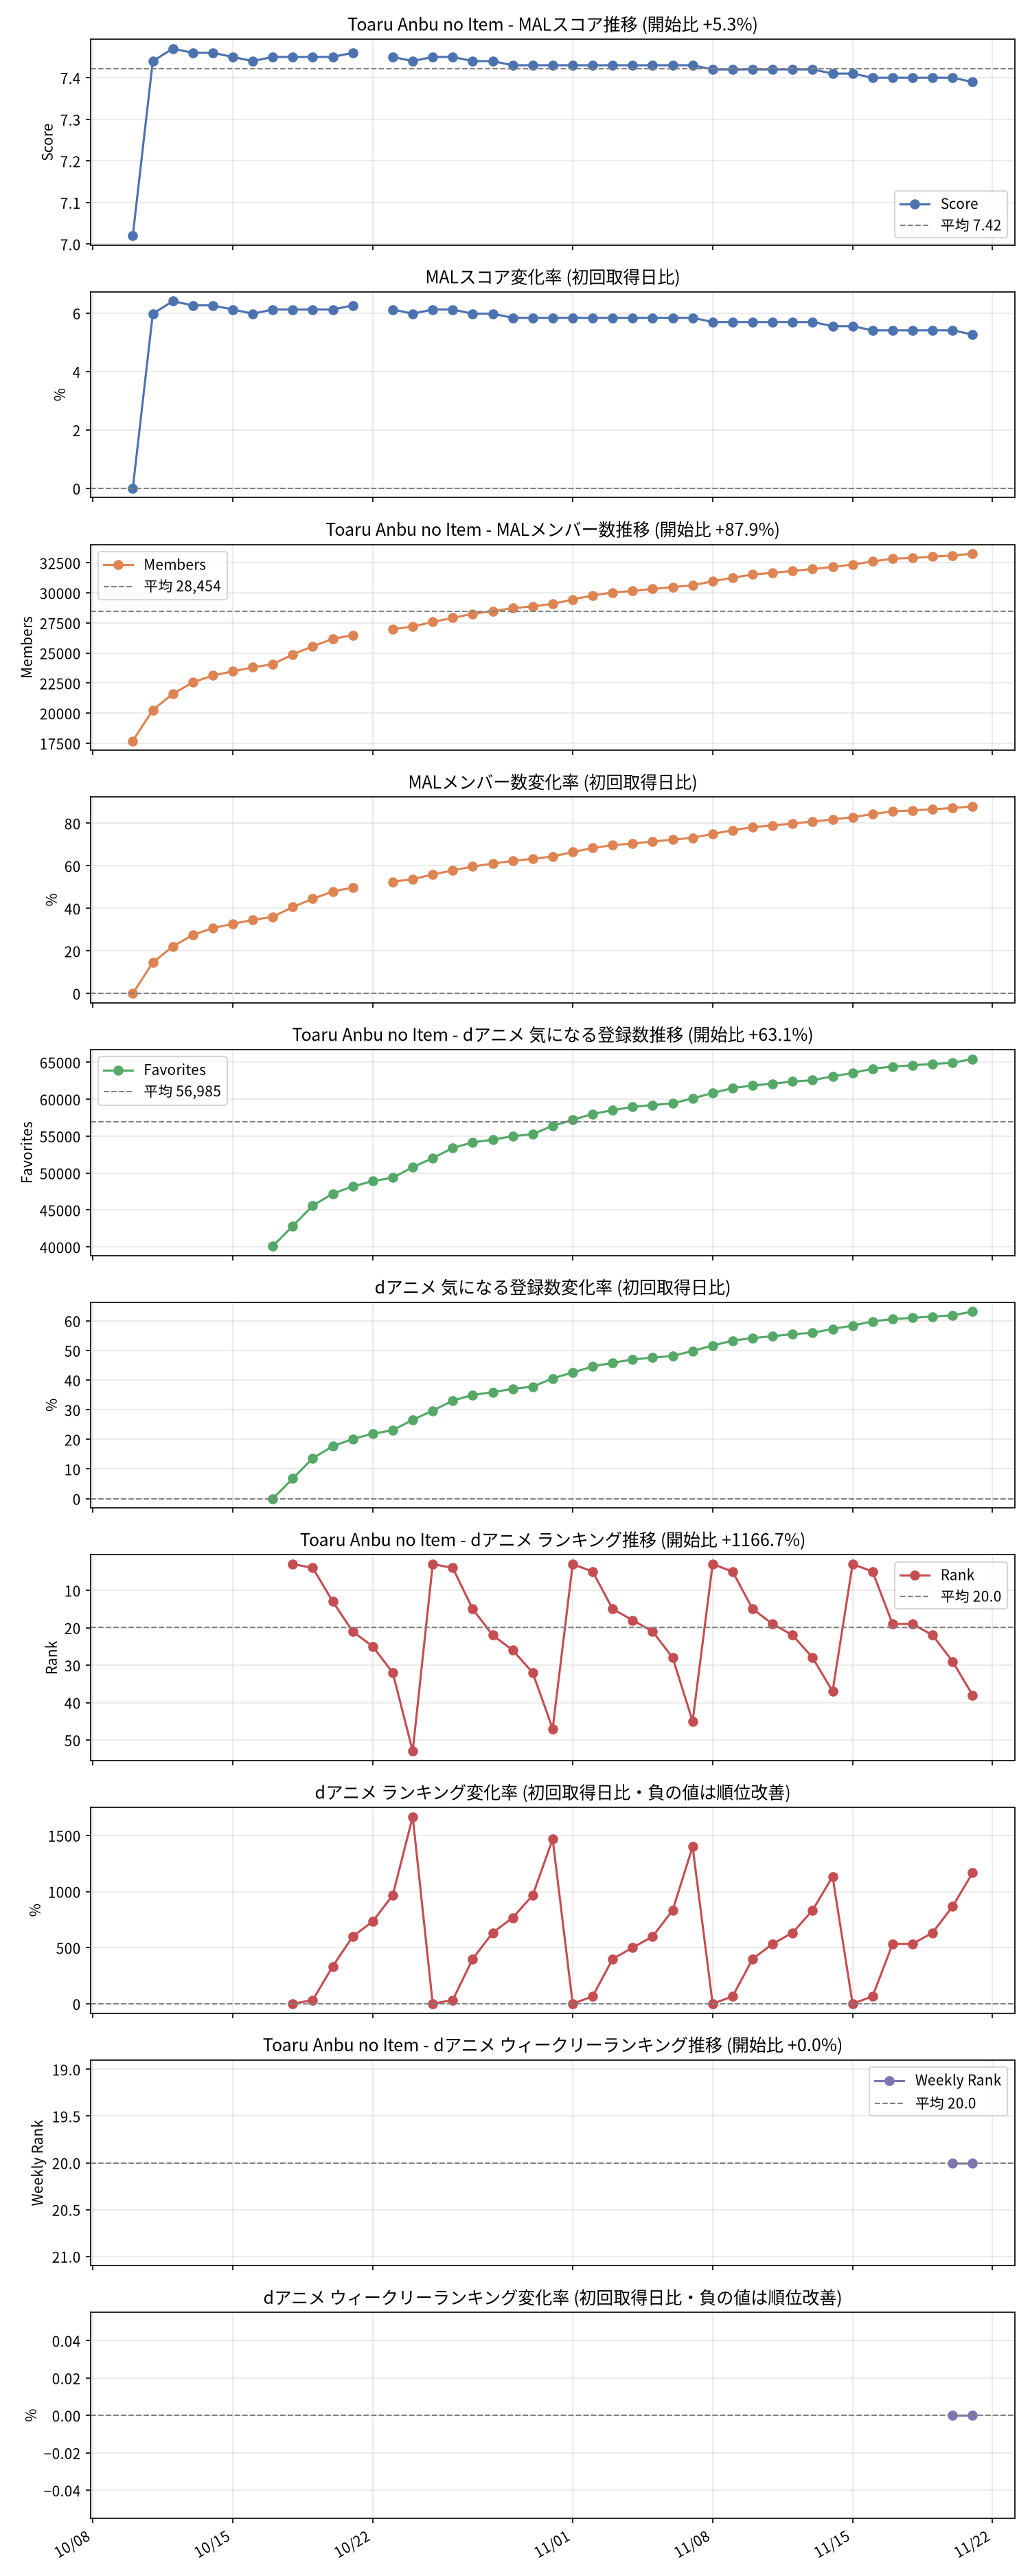 Toaru Anbu no Item - MALスコア推移 (開始比 +5.3%)
Score
7.4
7.3
7.2
7.1
7.0
Score
平均 7.42
MALスコア変化率 (初回取得日比)
%
6
4
2
0
Toaru Anbu no Item - MALメンバー数推移 (開始比 +87.9%)
Members
32500
30000
27500
25000
22500
20000
17500
Members
平均 28,454
MALメンバー数変化率 (初回取得日比)
%
80
60
40
20
0
Toaru Anbu no Item - dアニメ 気になる登録数推移 (開始比 +63.1%)
Favorites
65000
60000
55000
50000
45000
40000
Favorites
平均 56,985
dアニメ 気になる登録数変化率 (初回取得日比)
%
60
50
40
30
20
10
0
Toaru Anbu no Item - dアニメ ランキング推移 (開始比 +1166.7%)
Rank
10
20
30
40
50
Rank
平均 20.0
dアニメ ランキング変化率 (初回取得日比・負の値は順位改善)
%
1500
1000
500
0
Toaru Anbu no Item - dアニメ ウィークリーランキング推移 (開始比 +0.0%)
Weekly Rank
19.0
19.5
20.0
20.5
21.0
Weekly Rank
平均 20.0
dアニメ ウィークリーランキング変化率 (初回取得日比・負の値は順位改善)
%
0.04
0.02
0.00
−0.02
−0.04
10/08
10/15
10/22
11/01
11/08
11/15
11/22